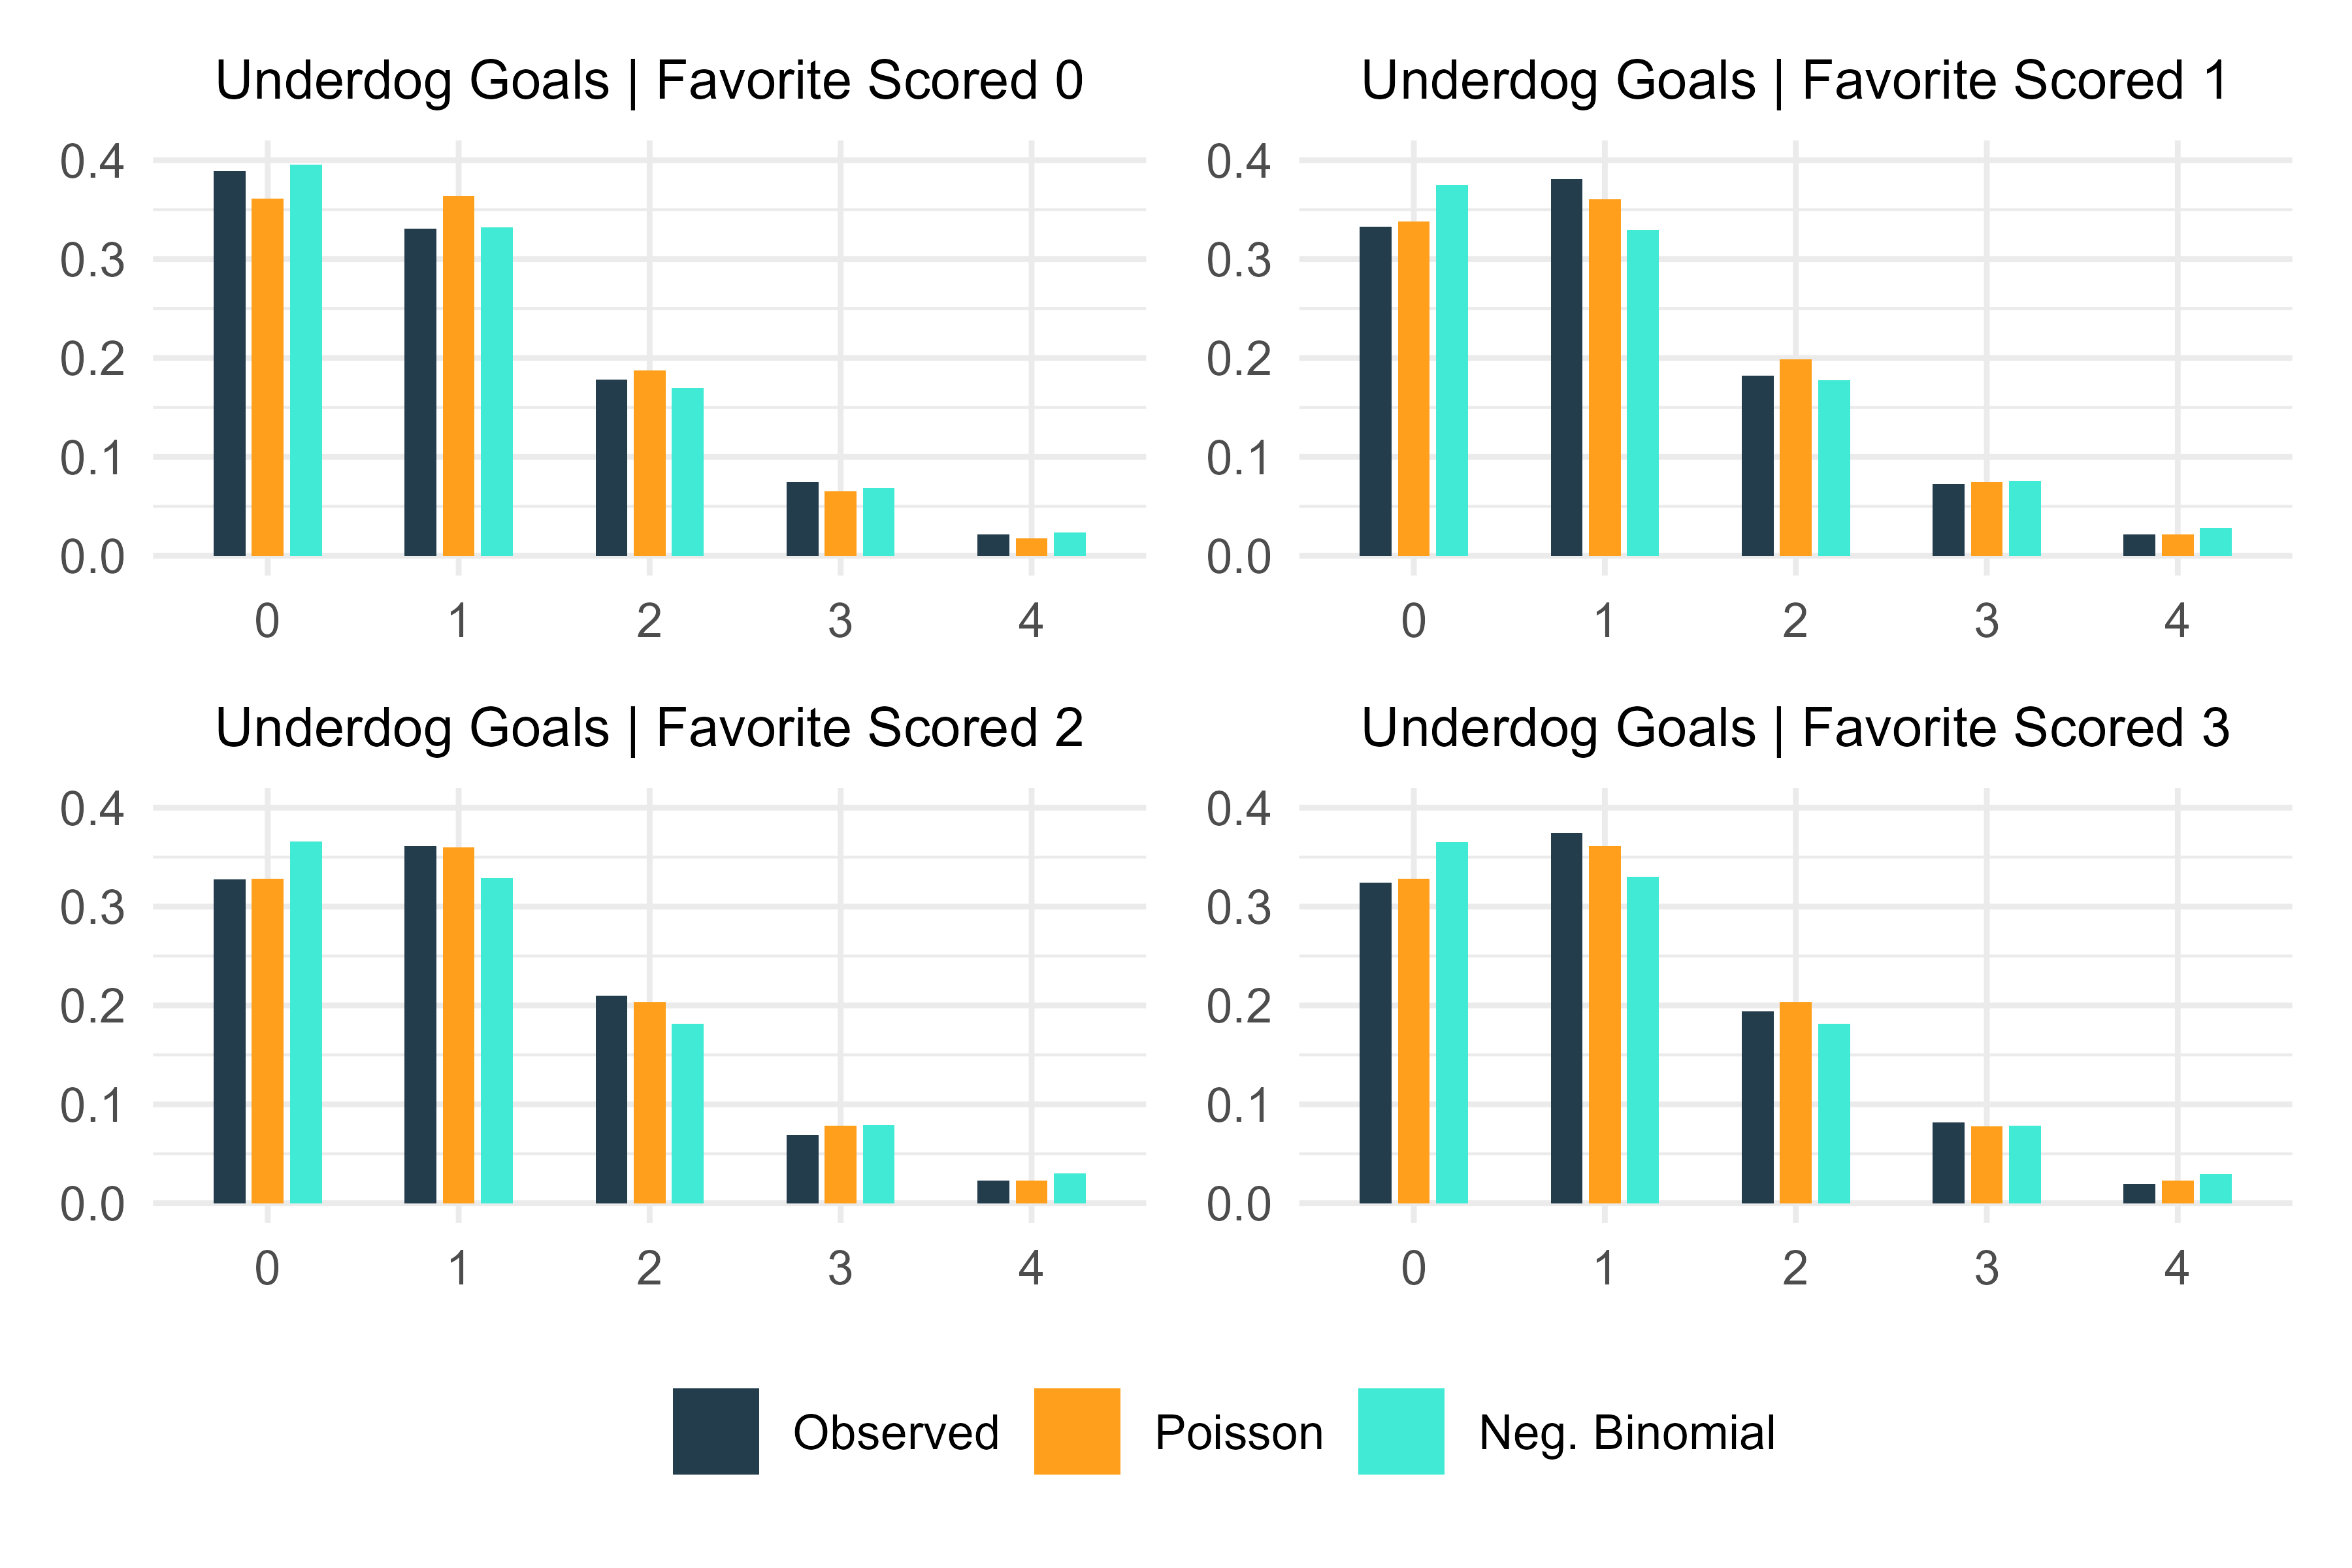 Underdog Goals | Favorite Scored 0
0.4
0.3
0.2
0.1
0.0
0 1 2 3 4
Underdog Goals | Favorite Scored 1
0.4
0.3
0.2
0.1
0.0
0 1 2 3 4
Underdog Goals | Favorite Scored 2
0.4
0.3
0.2
0.1
0.0
0 1 2 3 4
Underdog Goals | Favorite Scored 3
0.4
0.3
0.2
0.1
0.0
0 1 2 3 4
Observed Poisson Neg. Binomial